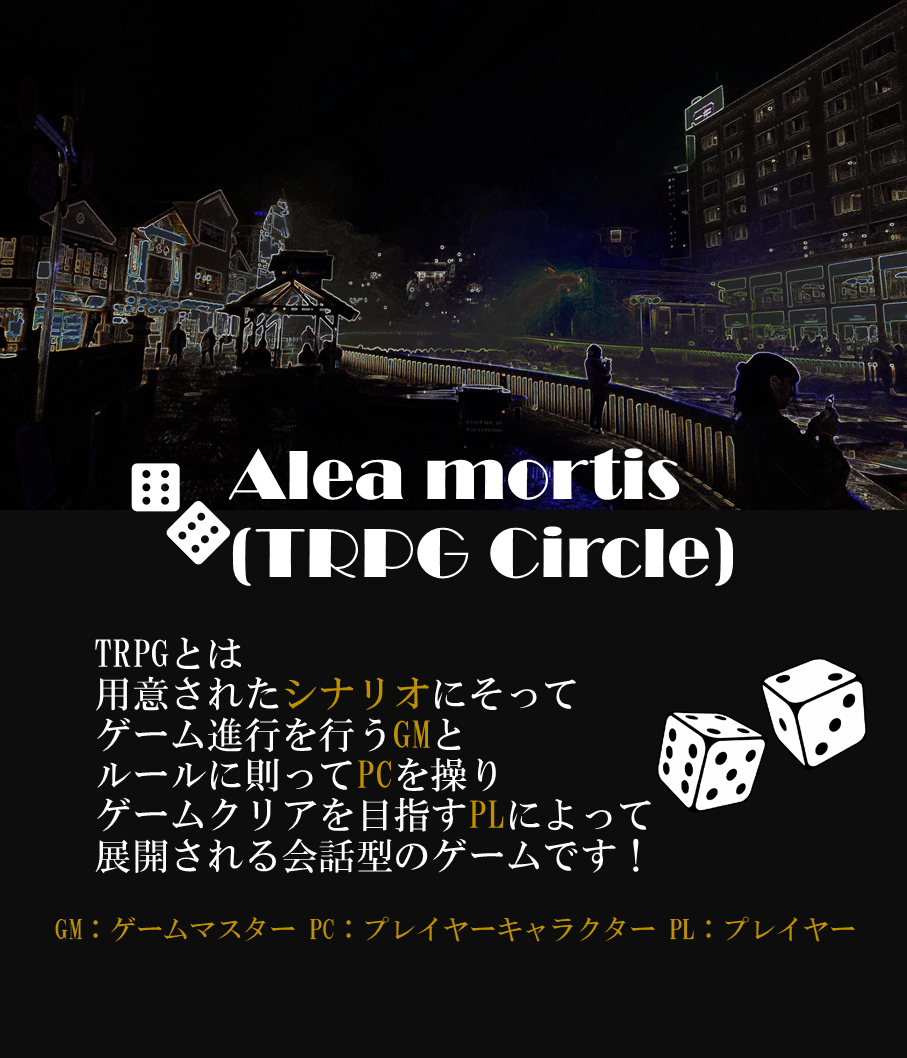 Alea mortis
(TRPG Circle)
TRPGとは
用意されたシナリオにそって
ゲーム進行を行うGMと
ルールに則ってPCを操り
ゲームクリアを目指すPLによって
展開される会話型のゲームです！
GM：ゲームマスター PC：プレイヤーキャラクター PL：プレイヤー